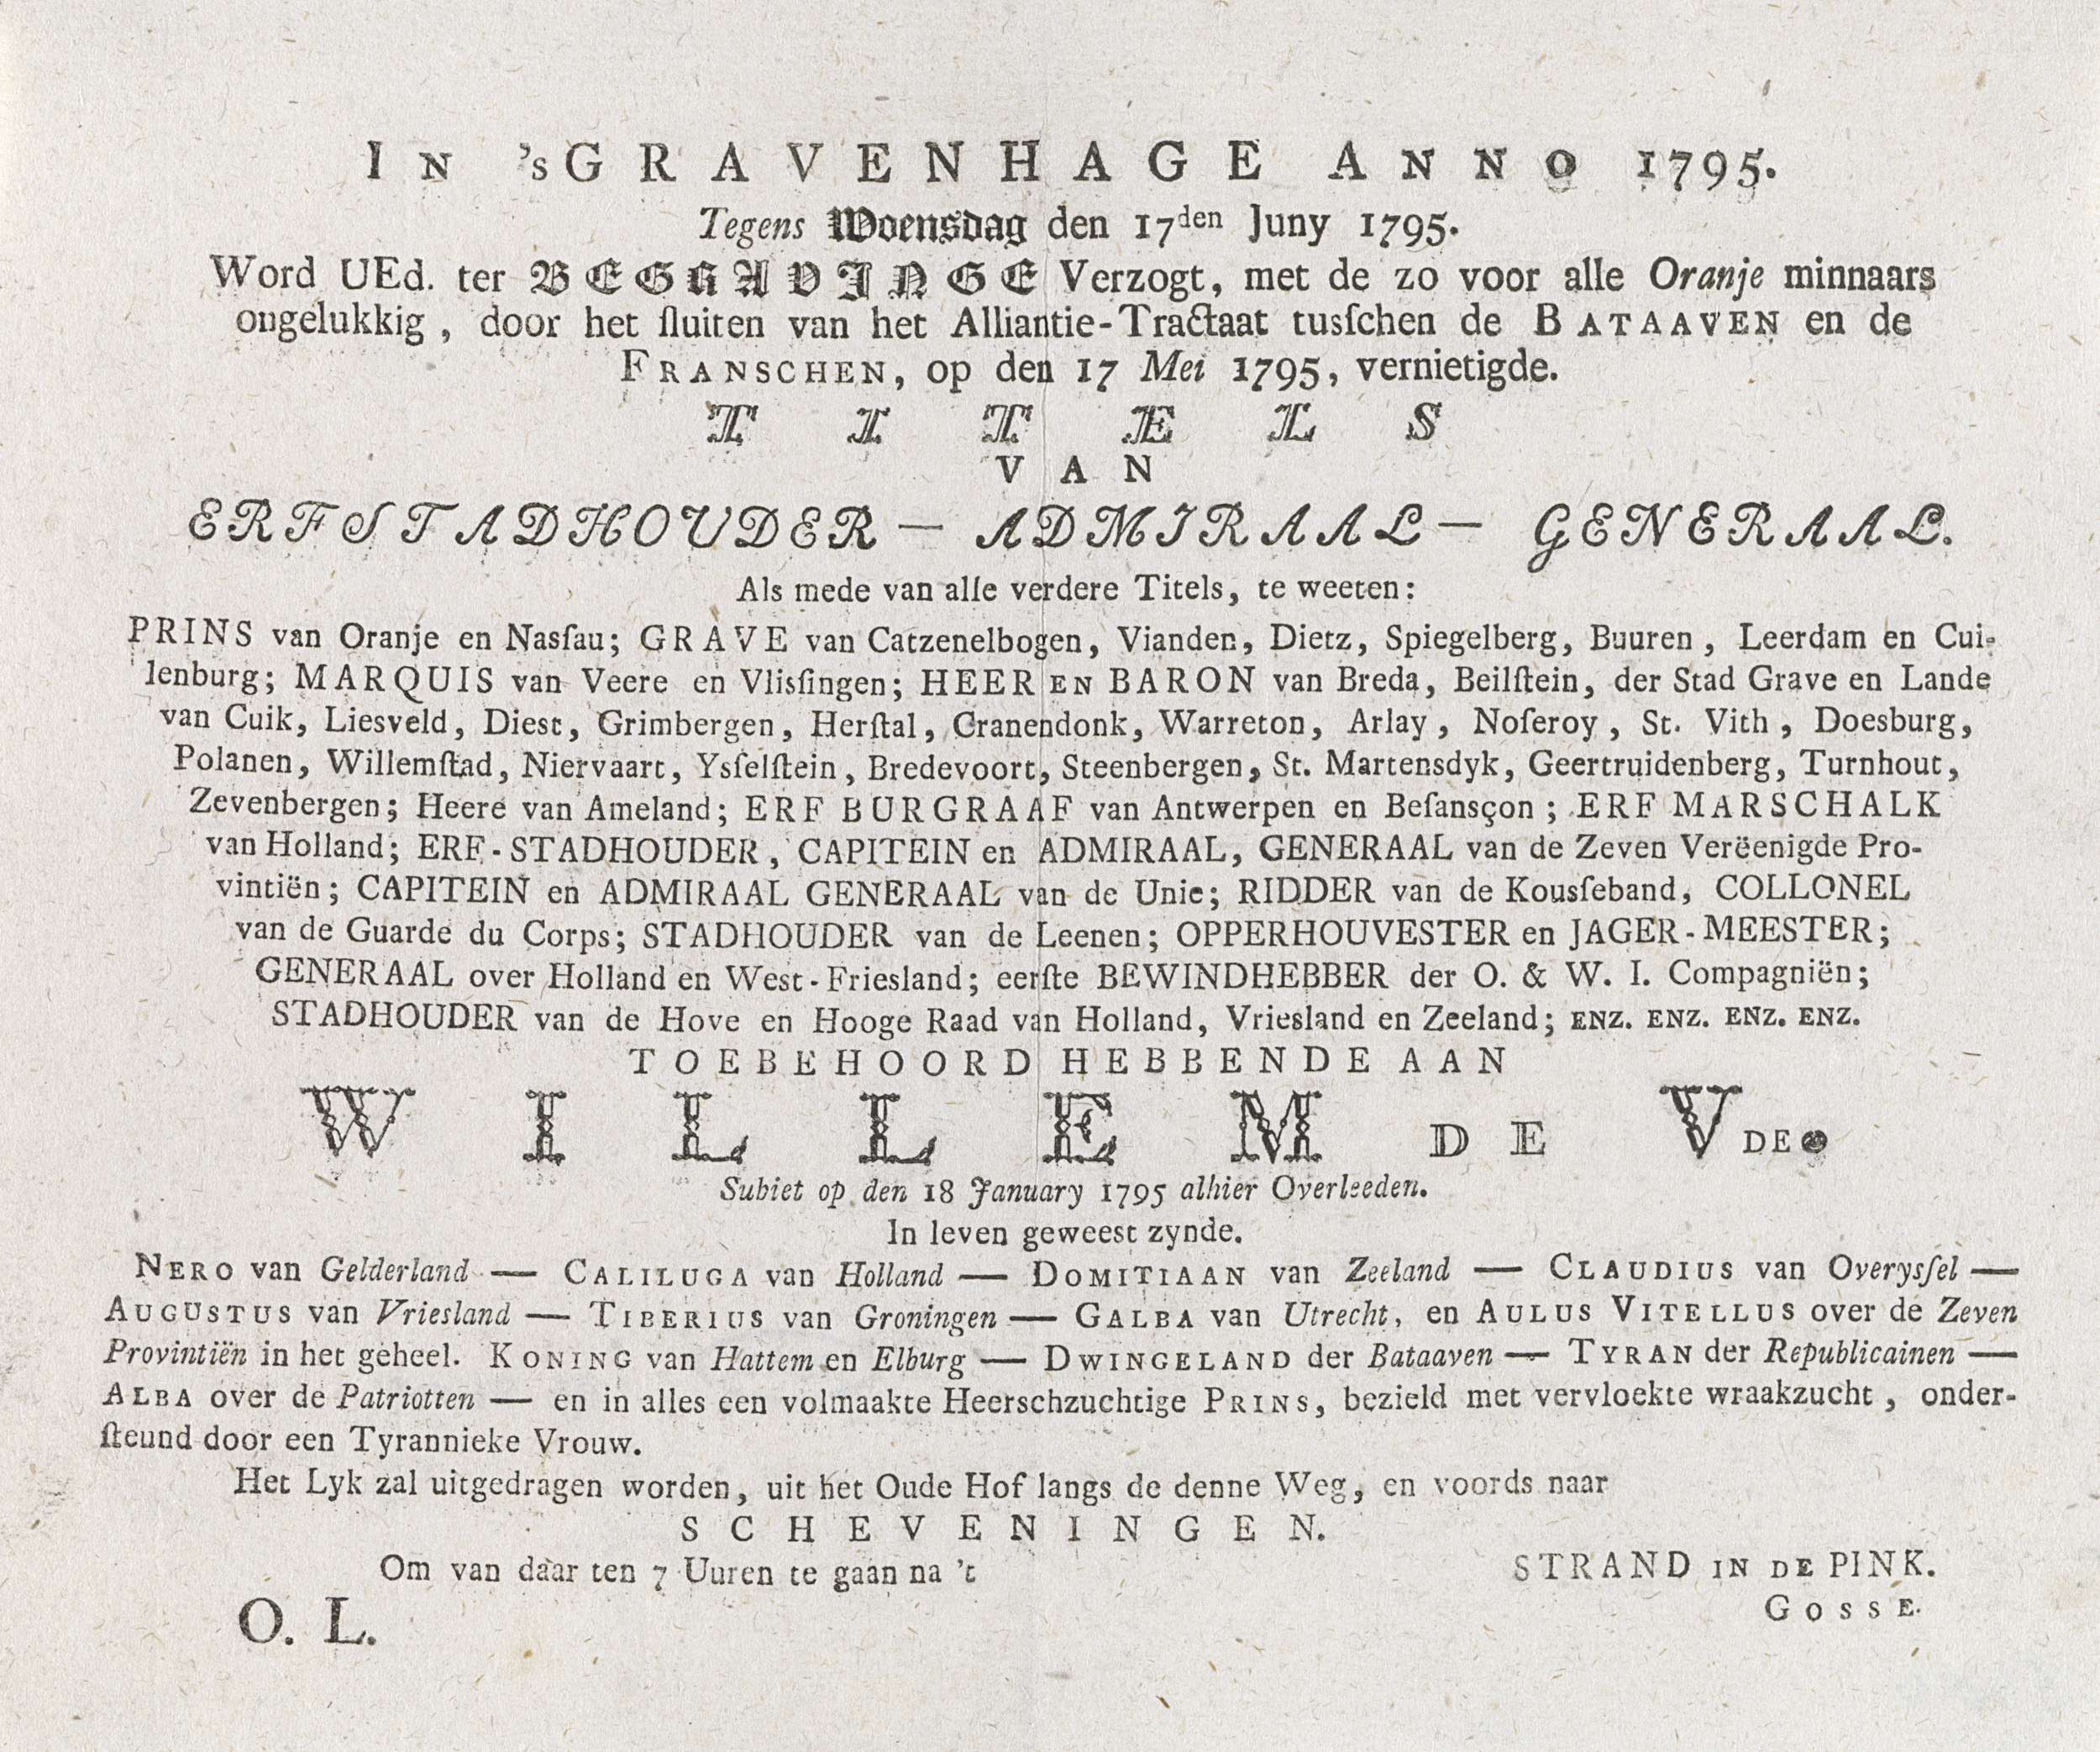 IN 'sGRAVENHAGE ANNO 1795.
Tegens Woensdag den 17den Juny 1795.
Word UEd. ter BEGRAVINGE Verzogt, met de zo voor alle Oranje minnaars
ongelukkig, door het ſluiten van het Alliantie-Tractaat tusſchen de BATAAVEN en de
FRANSCHEN, op den 17 Mei 1795, vernietigde.
TITELS
VAN
ERFSTADHOUDER — ADMIRAAL — GENERAAL.
Als mede van alle verdere Titels, te weeten:
PRINS van Oranje en Nasſau; GRAVE van Catzenelbogen, Vianden, Dietz, Spiegelberg, Buuren, Leerdam en Cui-
lenburg; MARQUIS van Veere en Vlisſingen; HEER EN BARON van Breda, Beilſtein, der Stad Grave en Lande
van Cuik, Liesveld, Diest, Grimbergen, Herſtal, Cranendonk, Warreton, Arlay, Noſeroy, St. Vith, Doesburg,
Polanen, Willemſtad, Niervaart, Ysſelſtein, Bredevoort, Steenbergen, St. Martensdyk, Geertruidenberg, Turnhout,
Zevenbergen; Heere van Ameland; ERF BURGRAAF van Antwerpen en Beſansçon; ERF MARSCHALK
van Holland; ERF-STADHOUDER, CAPITEIN en ADMIRAAL, GENERAAL van de Zeven Verëenigde Pro-
vintiën; CAPITEIN en ADMIRAAL GENERAAL van de Unie; RIDDER van de Kousſeband, COLLONEL
van de Guarde du Corps; STADHOUDER van de Leenen; OPPERHOUVESTER en JAGER-MEESTER;
GENERAAL over Holland en West-Friesland; eerſte BEWINDHEBBER der O. & W. I. Compagniën;
STADHOUDER van de Hove en Hooge Raad van Holland, Vriesland en Zeeland; ENZ. ENZ. ENZ. ENZ.
TOEBEHOORD HEBBENDE AAN
WILLEM DE VDE
Subiet op den 18 January 1795 alhier Overleeden.
In leven geweest zynde.
NERO van Gelderland — CALILUGA van Holland — DOMITIAAN van Zeeland — CLAUDIUS van Overysſel —
AUGUSTUS van Vriesland — TIBERIUS van Groningen — GALBA van Utrecht, en AULUS VITELLUS over de Zeven
Provintiën in het geheel. KONING van Hattem en Elburg — DWINGELAND der Bataaven — TYRAN der Republicainen —
ALBA over de Patriotten — en in alles een volmaakte Heerschzuchtige PRINS, bezield met vervloekte wraakzucht, onder-
ſteund door een Tyrannieke Vrouw.
Het Lyk zal uitgedragen worden, uit het Oude Hof langs de denne Weg, en voords naar
SCHEVENINGEN.
Om van daar ten 7 Uuren te gaan na 't
STRAND IN DE PINK.
GOSSE.
O. L.